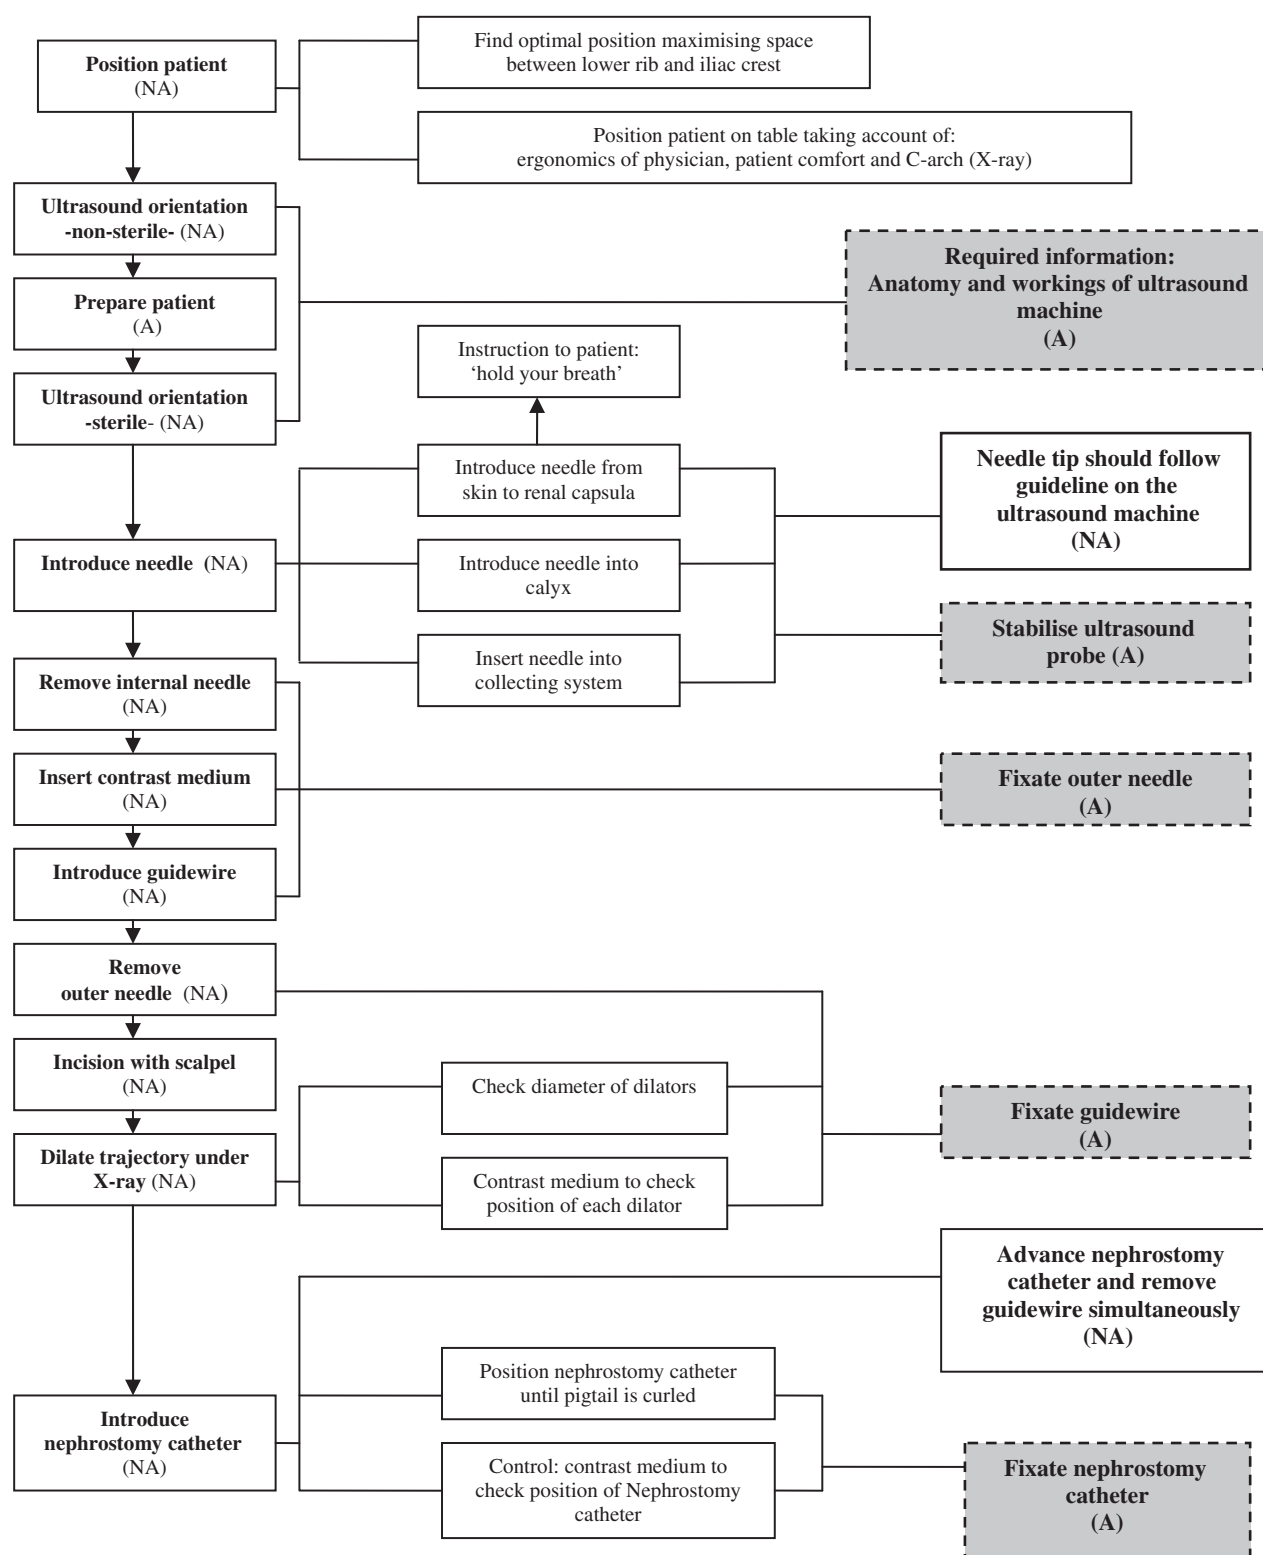 Position patient
(NA)
Find optimal position maximising space
between lower rib and iliac crest
Position patient on table taking account of:
ergonomics of physician, patient comfort and C-arch (X-ray)
Ultrasound orientation
-non-sterile- (NA)
Required information:
Anatomy and workings of ultrasound
machine
(A)
Prepare patient
(A)
Instruction to patient:
‘hold your breath’
Ultrasound orientation
-sterile- (NA)
Introduce needle from
skin to renal capsula
Needle tip should follow
guideline on the
ultrasound machine
(NA)
Introduce needle (NA)
Introduce needle into
calyx
Stabilise ultrasound
probe (A)
Insert needle into
collecting system
Remove internal needle
(NA)
Insert contrast medium
(NA)
Fixate outer needle
(A)
Introduce guidewire
(NA)
Remove
outer needle (NA)
Incision with scalpel
(NA)
Check diameter of dilators
Fixate guidewire
(A)
Dilate trajectory under
X-ray (NA)
Contrast medium to check
position of each dilator
Advance nephrostomy
catheter and remove
guidewire simultaneously
(NA)
Position nephrostomy catheter
until pigtail is curled
Introduce
nephrostomy catheter
(NA)
Control: contrast medium to
check position of Nephrostomy
catheter
Fixate nephrostomy
catheter
(A)